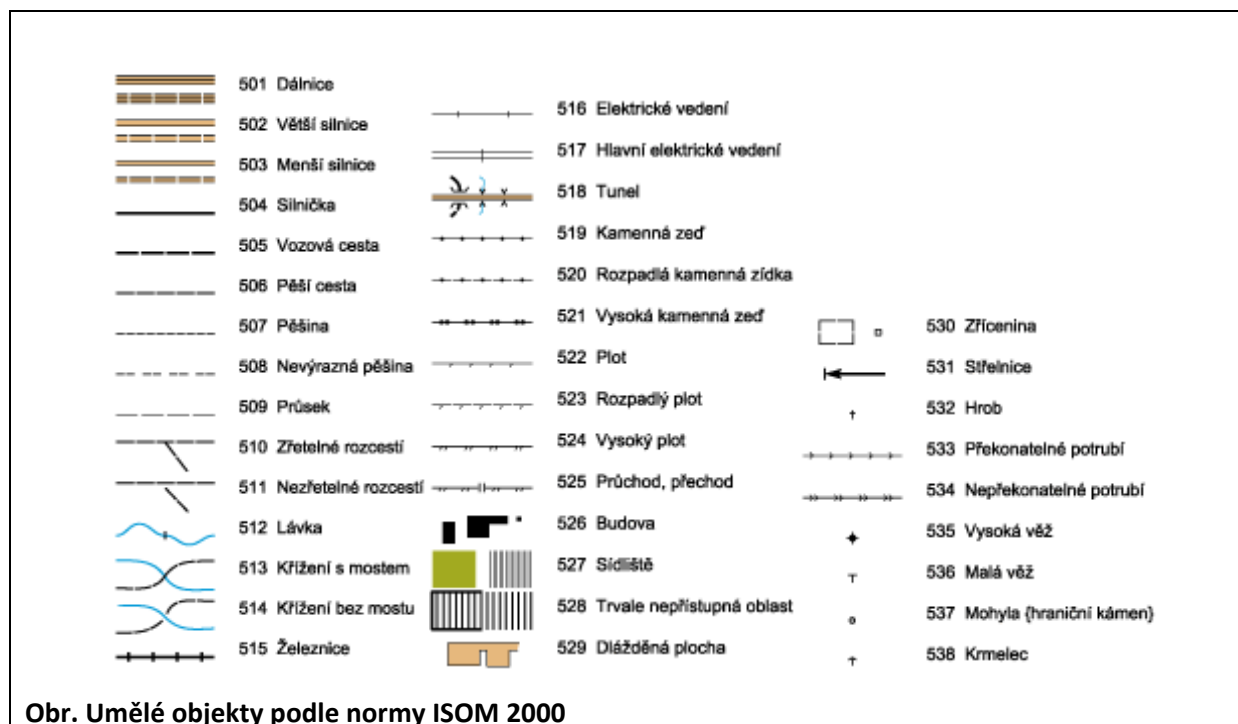 501 Dálnice
502 Větší silnice
503 Menší silnice
504 Silnička
505 Vozová cesta
506 Pěší cesta
507 Pěšina
508 Nevýrazná pěšina
509 Průsek
510 Zřetelné rozcestí
511 Nezřetelné rozcestí
512 Lávka
513 Křížení s mostem
514 Křížení bez mostu
515 Železnice
516 Elektrické vedení
517 Hlavní elektrické vedení
518 Tunel
519 Kamenná zeď
520 Rozpadlá kamenná zídka
521 Vysoká kamenná zeď
522 Plot
523 Rozpadlý plot
524 Vysoký plot
525 Průchod, přechod
526 Budova
527 Sídliště
528 Trvale nepřístupná oblast
529 Dlážděná plocha
530 Zřícenina
531 Střelnice
532 Hrob
533 Překonatelné potrubí
534 Nepřekonatelné potrubí
535 Vysoká věž
536 Malá věž
537 Mohyla {hraniční kámen}
538 Krmelec
Obr. Umělé objekty podle normy ISOM 2000